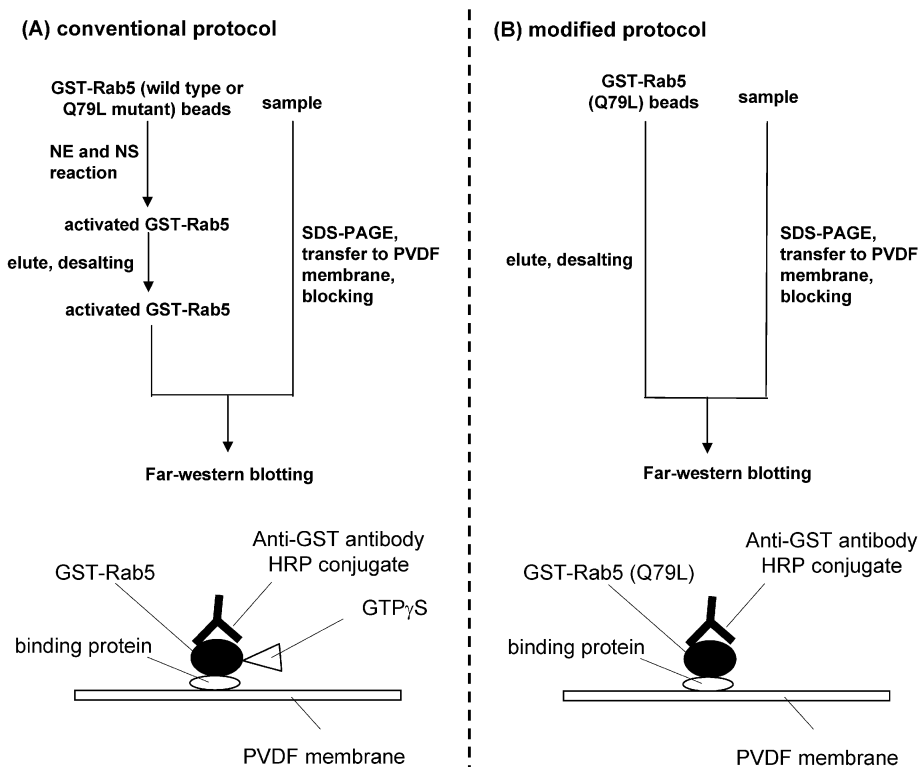 (A) conventional protocol
GST-Rab5 (wild type or
Q79L mutant) beads
sample
NE and NS
reaction
activated GST-Rab5
elute, desalting
activated GST-Rab5
SDS-PAGE,
transfer to PVDF
membrane,
blocking
Far-western blotting
Anti-GST antibody
HRP conjugate
GST-Rab5
GTPγS
binding protein
PVDF membrane
(B) modified protocol
GST-Rab5
(Q79L) beads
sample
elute, desalting
SDS-PAGE,
transfer to PVDF
membrane,
blocking
Far-western blotting
Anti-GST antibody
HRP conjugate
GST-Rab5 (Q79L)
binding protein
PVDF membrane